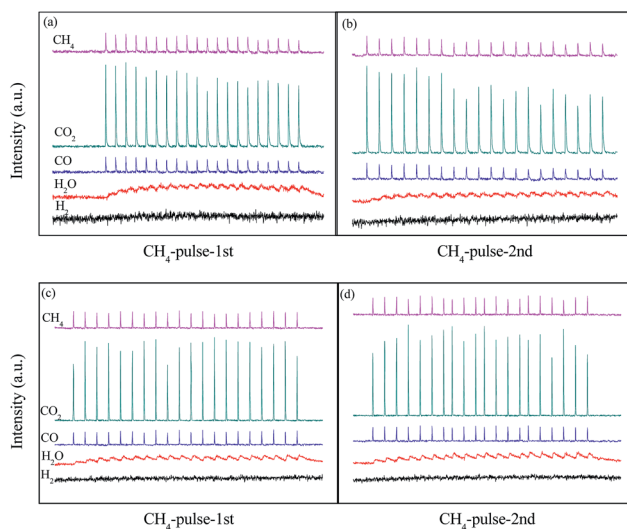 (a)
(b)
CH₄
CO₂
CO
H₂O
H₂
Intensity (a.u.)
CH₄-pulse-1st
CH₄-pulse-2nd
(c)
(d)
CH₄
CO₂
CO
H₂O
H₂
Intensity (a.u.)
CH₄-pulse-1st
CH₄-pulse-2nd